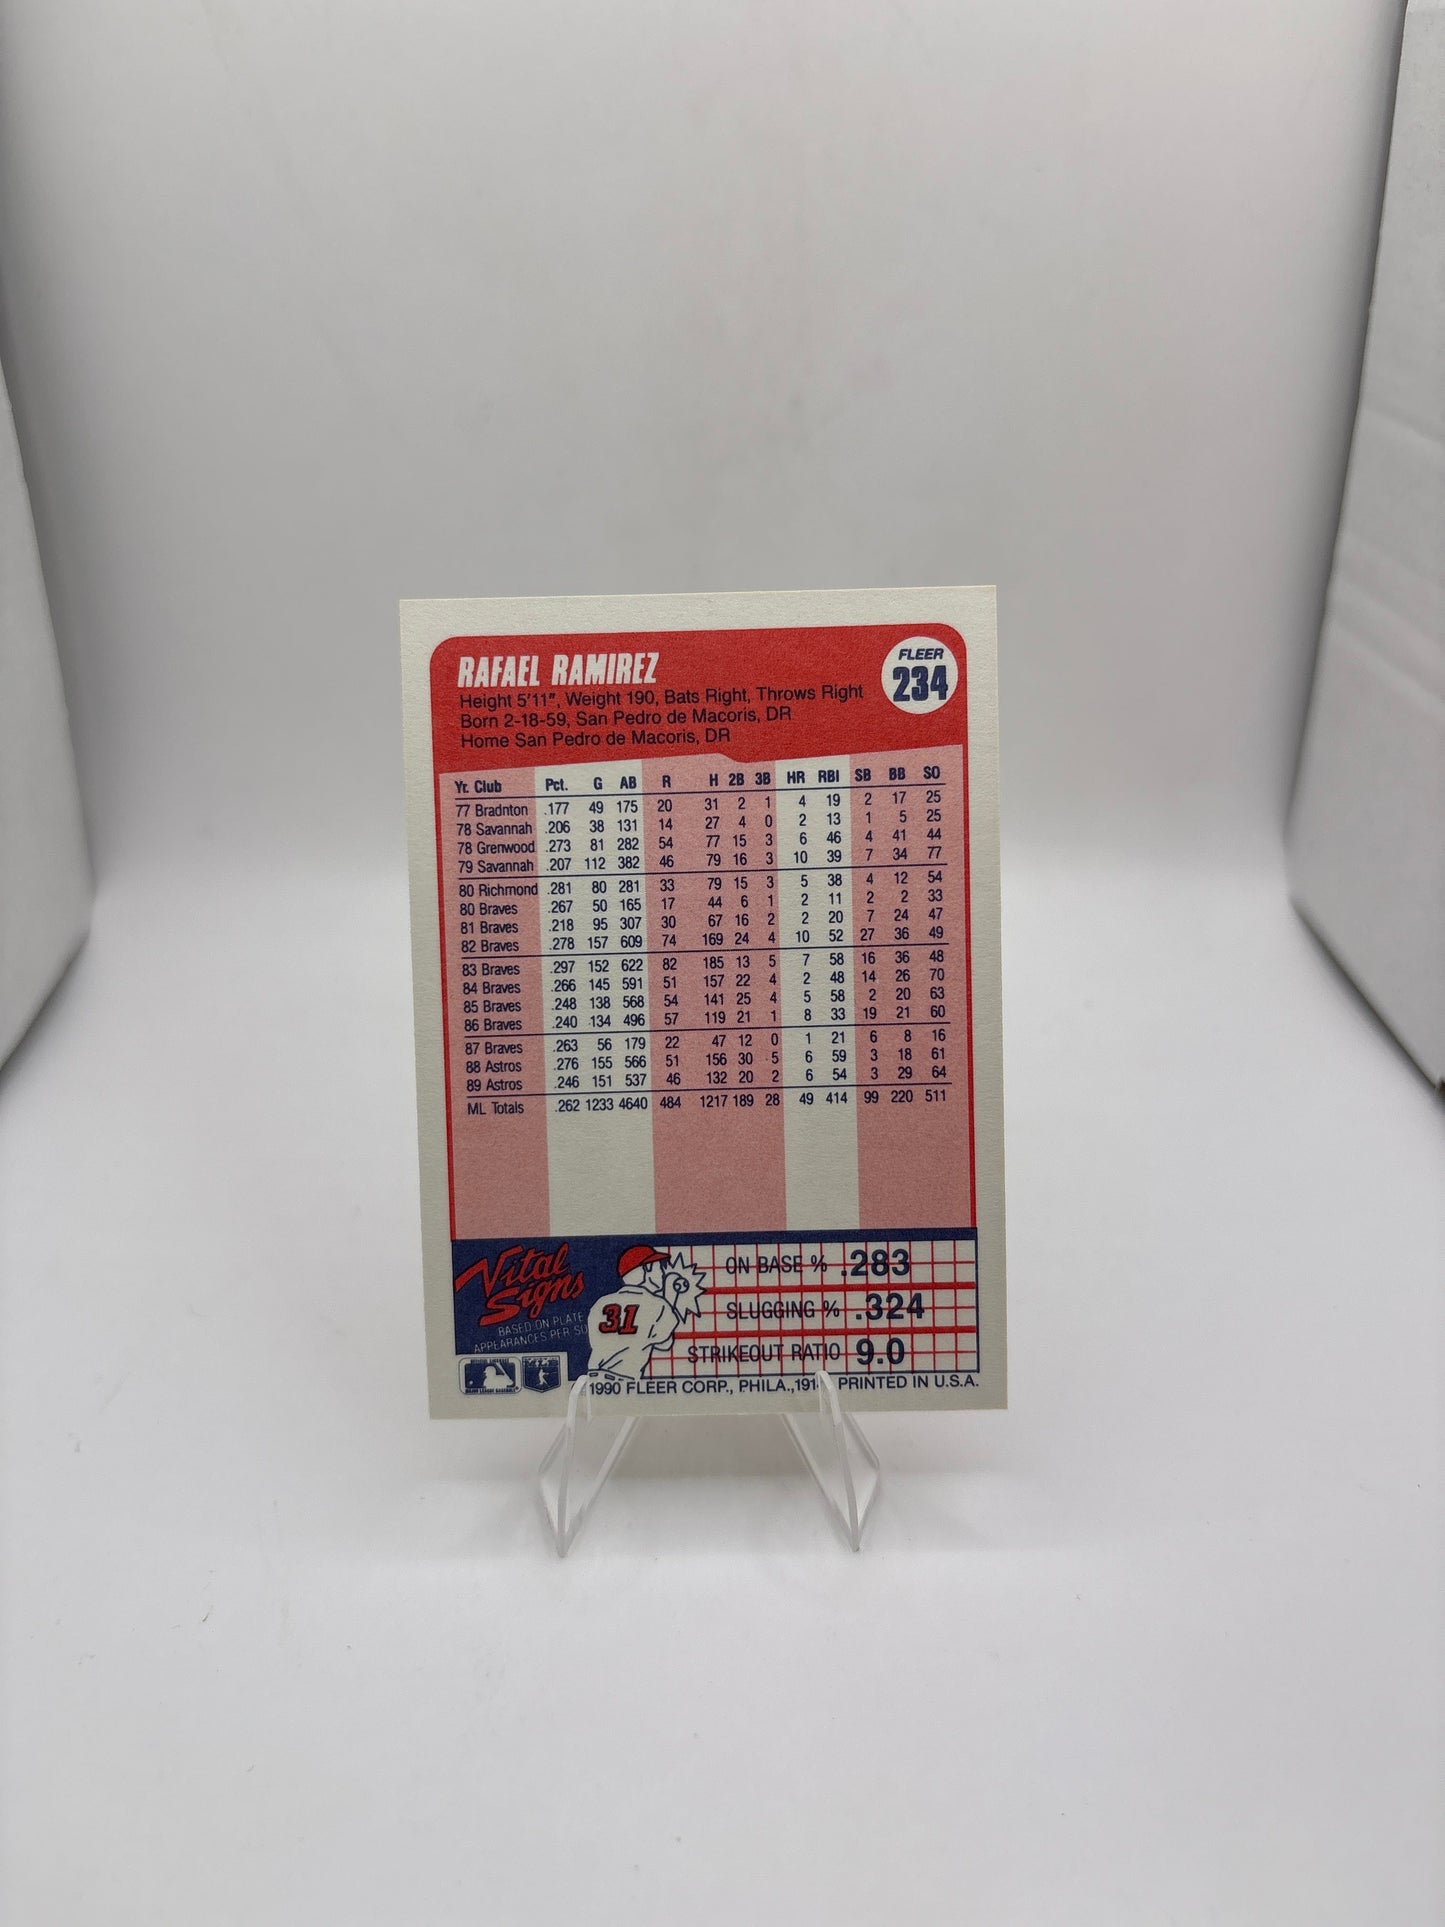 RAFAEL RAMIREZ
FLEER
234
Height 5'11", Weight 190, Bats Right, Throws Right
Born 2-18-59, San Pedro de Macoris, DR
Home San Pedro de Macoris, DR
Yr. Club Pct. G AB R H 2B 3B HR RBI SB BB SO
77 Bradnton .177 49 175 20 31 2 1 4 19 2 17 25
78 Savannah .206 38 131 14 27 4 0 2 13 1 5 25
78 Grenwood .273 81 282 54 77 15 3 6 46 4 41 44
79 Savannah .207 112 382 46 79 16 3 10 39 7 34 77
80 Richmond .281 80 281 33 79 15 3 5 38 4 12 54
80 Braves .267 50 165 17 44 6 1 2 11 2 2 33
81 Braves .218 95 307 30 67 16 2 2 20 7 24 47
82 Braves .278 157 609 74 169 24 4 10 52 27 36 49
83 Braves .297 152 622 82 185 13 5 7 58 16 36 48
84 Braves .266 145 591 51 157 22 4 2 48 14 26 70
85 Braves .248 138 568 54 141 25 4 5 58 2 20 63
86 Braves .240 134 496 57 119 21 1 8 33 19 21 60
87 Braves .263 56 179 22 47 12 0 1 21 6 8 16
88 Astros .276 155 566 51 156 30 5 6 59 3 18 61
89 Astros .246 151 537 46 132 20 2 6 54 3 29 64
ML Totals .262 1233 4640 484 1217 189 28 49 414 99 220 511
Vital
Signs
BASED ON PLATE
APPEARANCES PER SO
31
ON BASE % .283
SLUGGING % .324
STRIKEOUT RATIO 9.0
1990 FLEER CORP., PHILA., 191 PRINTED IN U.S.A.